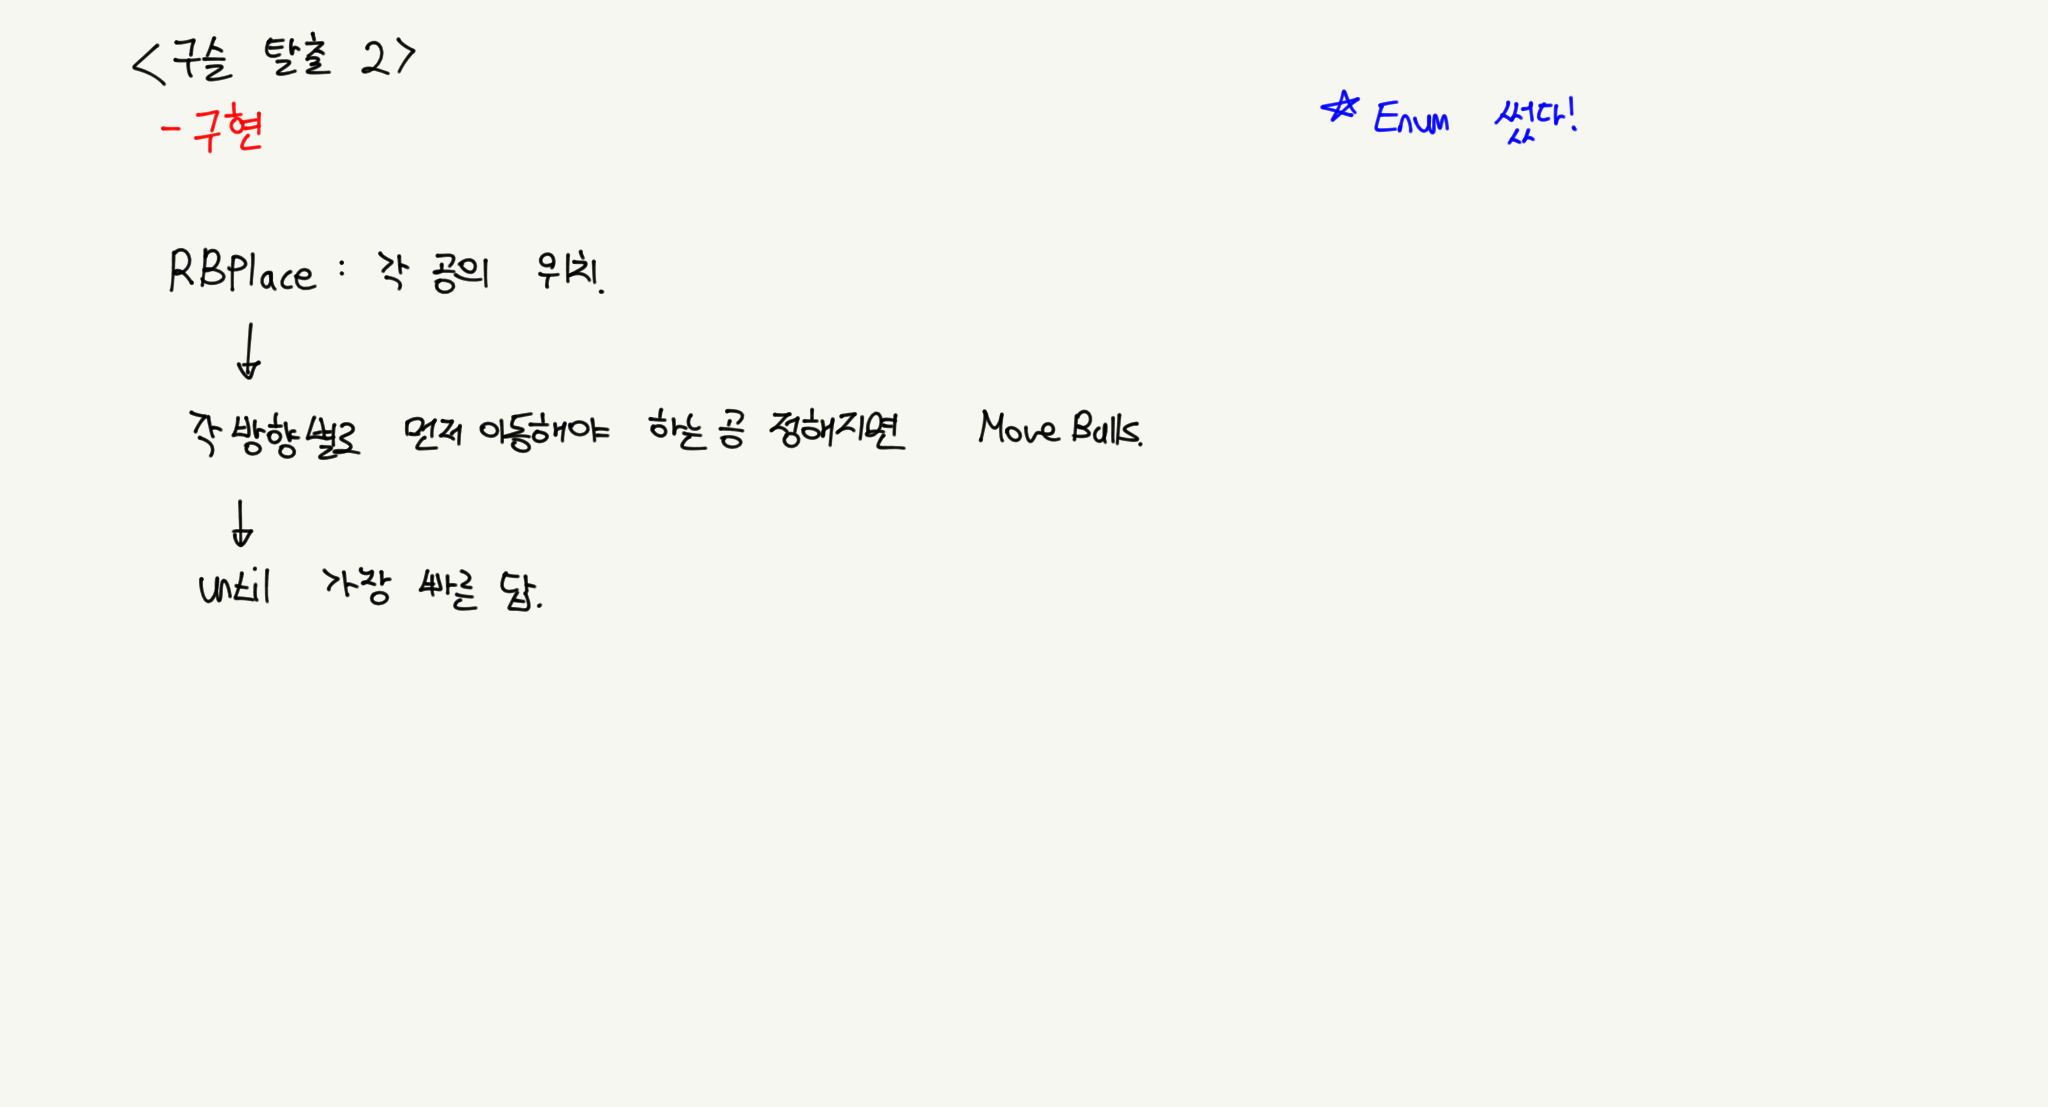 <구슬 탈출 2>
- 구현
☆ Enum 썼다!
RBPlace : 각 공의 위치.
↓
각 방향별로 먼저 이동해야 하는 공 정해지면 Move Balls.
↓
until 가장 빠른 답.